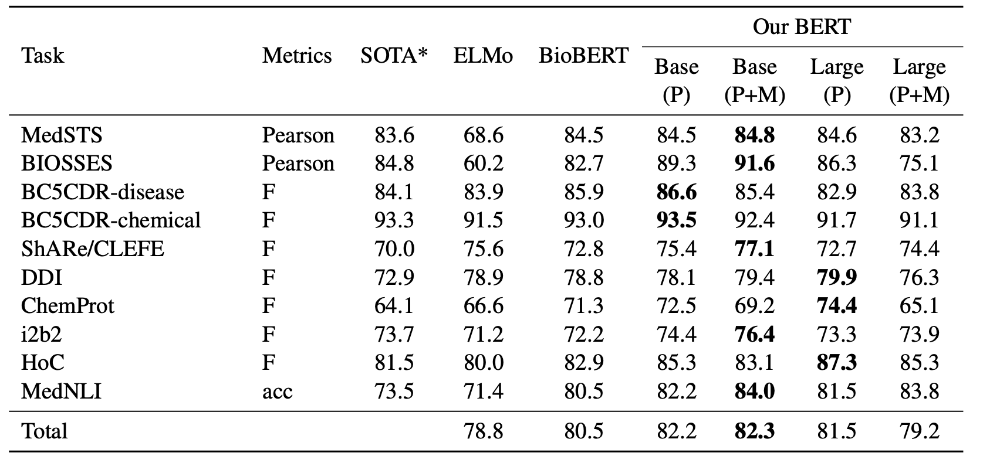 Our BERT
Task Metrics SOTA* ELMo BioBERT Base Base Large Large
(P) (P+M) (P) (P+M)
MedSTS Pearson 83.6 68.6 84.5 84.5 84.8 84.6 83.2
BIOSSES Pearson 84.8 60.2 82.7 89.3 91.6 86.3 75.1
BC5CDR-disease F 84.1 83.9 85.9 86.6 85.4 82.9 83.8
BC5CDR-chemical F 93.3 91.5 93.0 93.5 92.4 91.7 91.1
ShARe/CLEFE F 70.0 75.6 72.8 75.4 77.1 72.7 74.4
DDI F 72.9 78.9 78.8 78.1 79.4 79.9 76.3
ChemProt F 64.1 66.6 71.3 72.5 69.2 74.4 65.1
i2b2 F 73.7 71.2 72.2 74.4 76.4 73.3 73.9
HoC F 81.5 80.0 82.9 85.3 83.1 87.3 85.3
MedNLI acc 73.5 71.4 80.5 82.2 84.0 81.5 83.8
Total 78.8 80.5 82.2 82.3 81.5 79.2